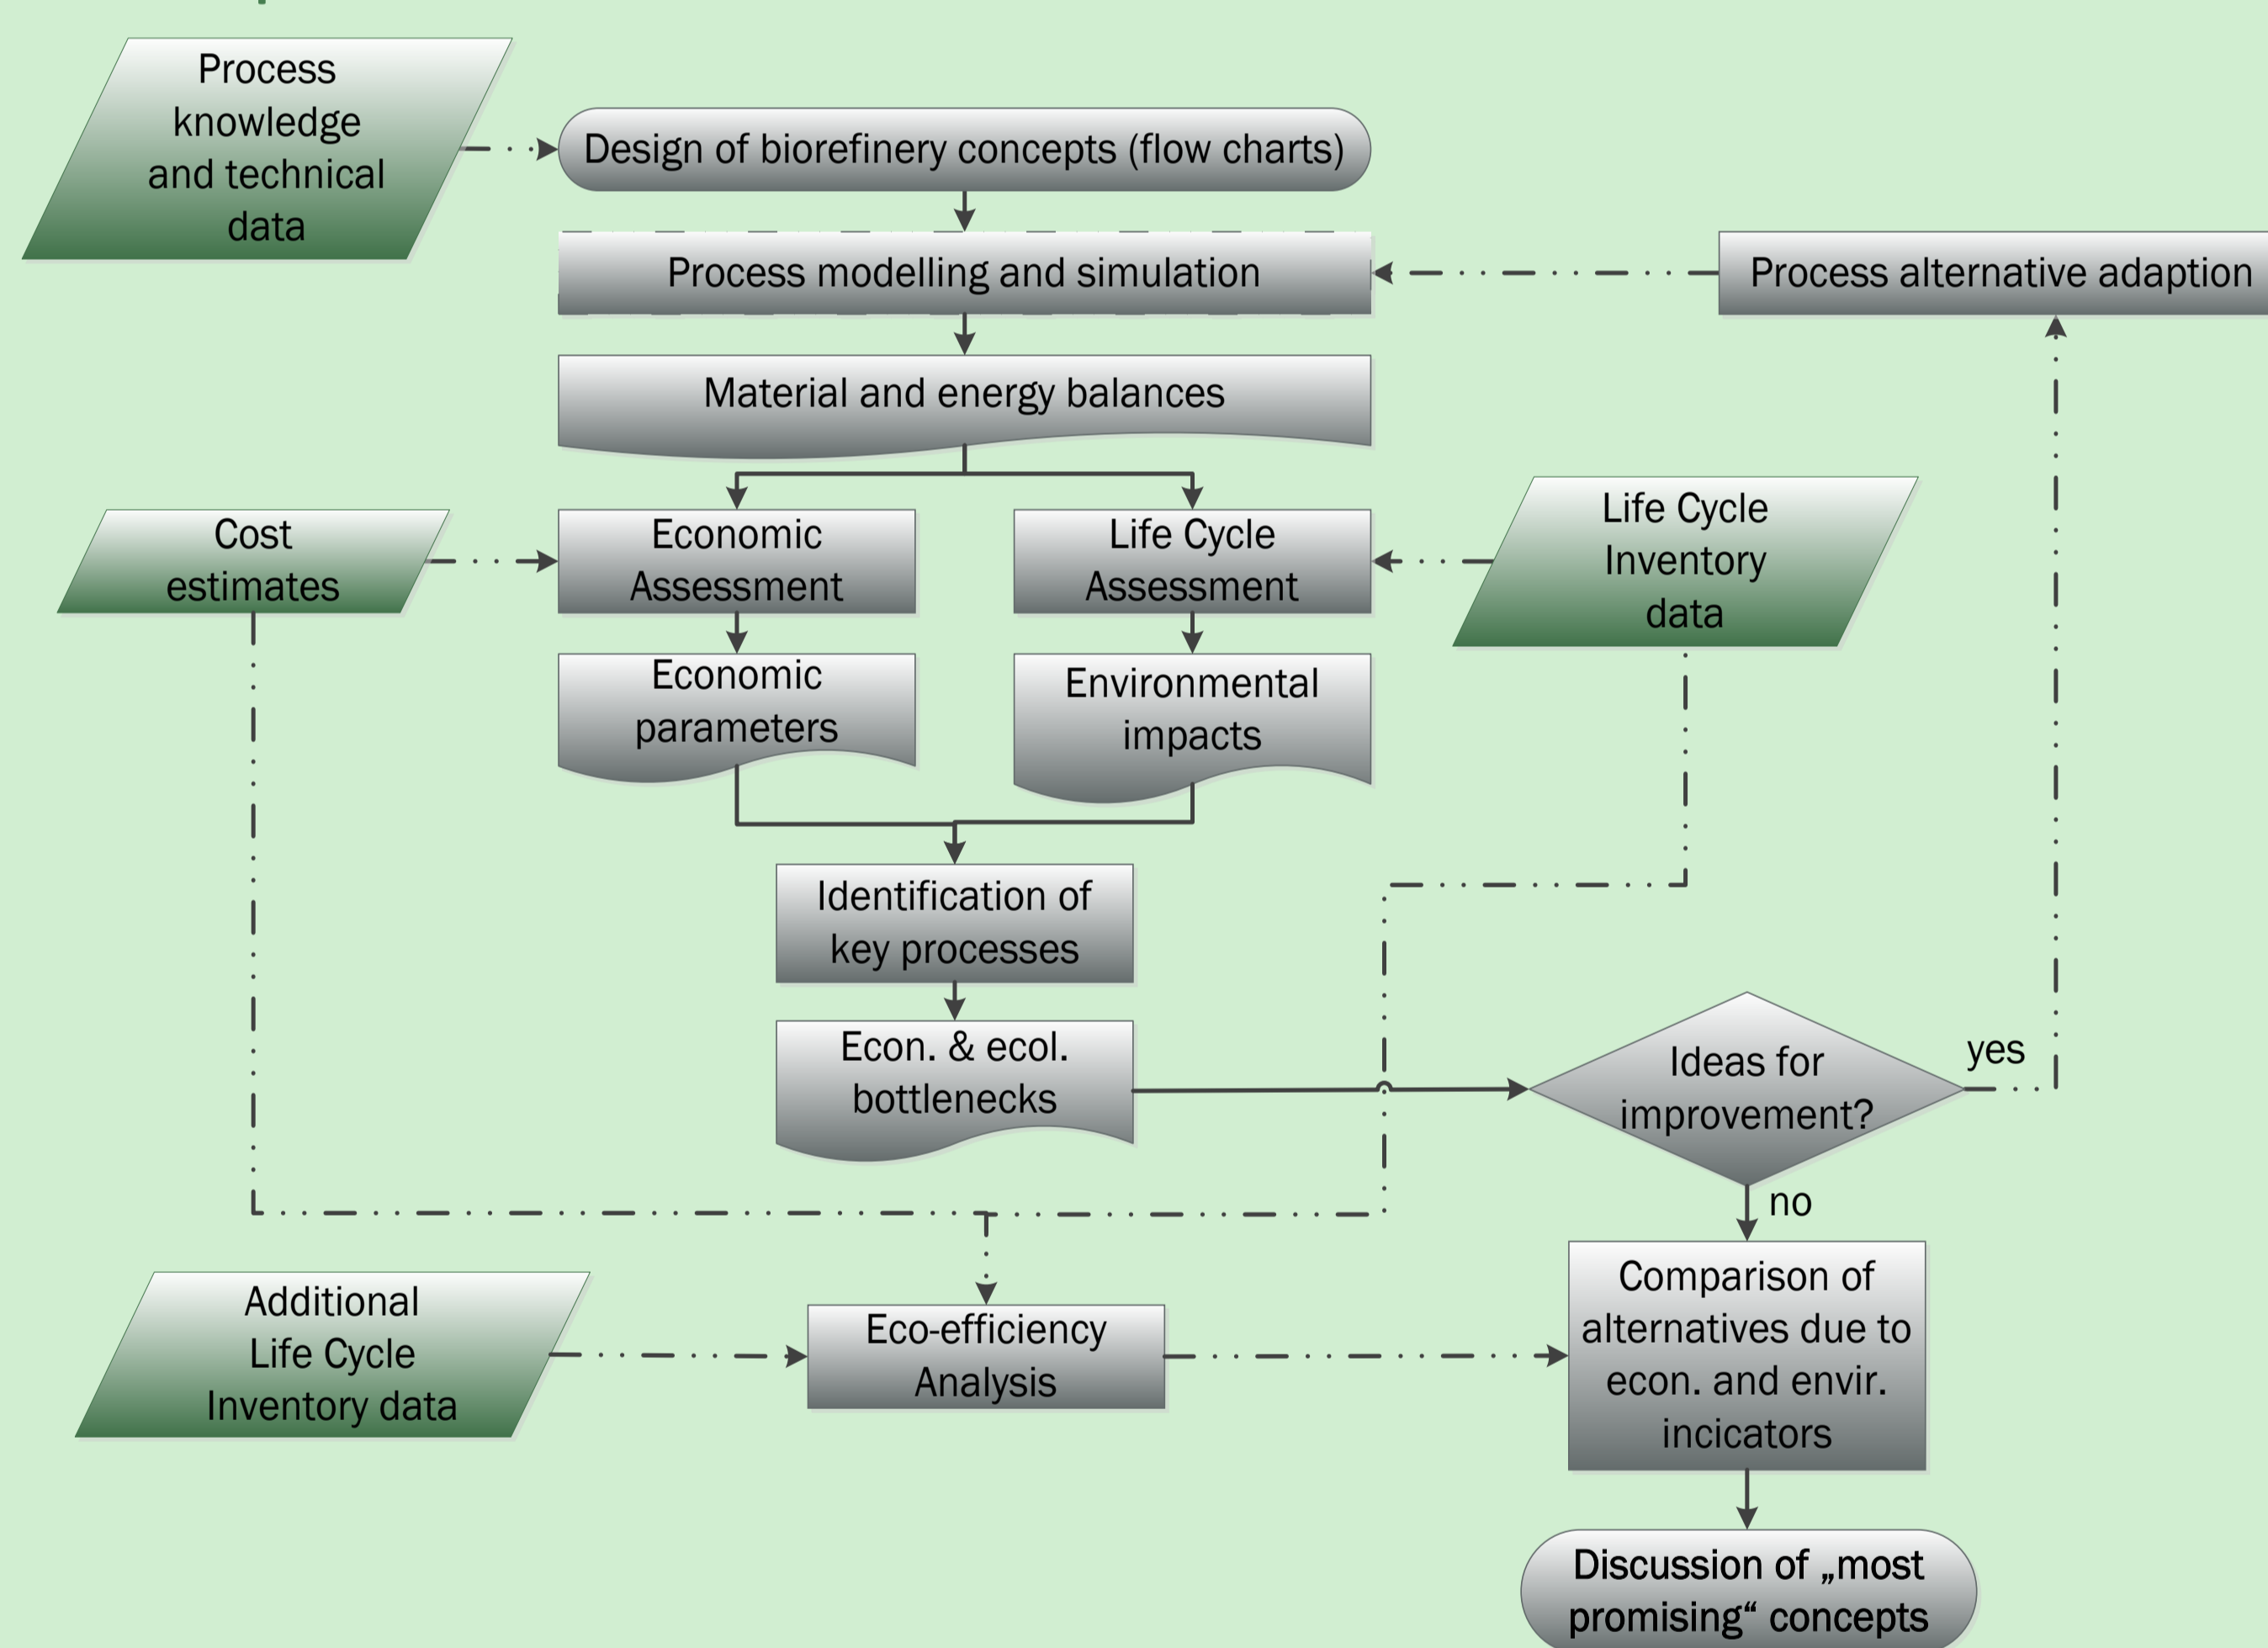 Process
knowledge
and technical
data
Design of biorefinery concepts (flow charts)
Process modelling and simulation
Process alternative adaption
Material and energy balances
Cost
estimates
Economic
Assessment
Life Cycle
Assessment
Life Cycle
Inventory
data
Economic
parameters
Environmental
impacts
Identification of
key processes
Econ. & ecol.
bottlenecks
Ideas for
improvement?
yes
no
Additional
Life Cycle
Inventory data
Eco-efficiency
Analysis
Comparison of
alternatives due to
econ. and envir.
incicators
Discussion of „most
promising“ concepts